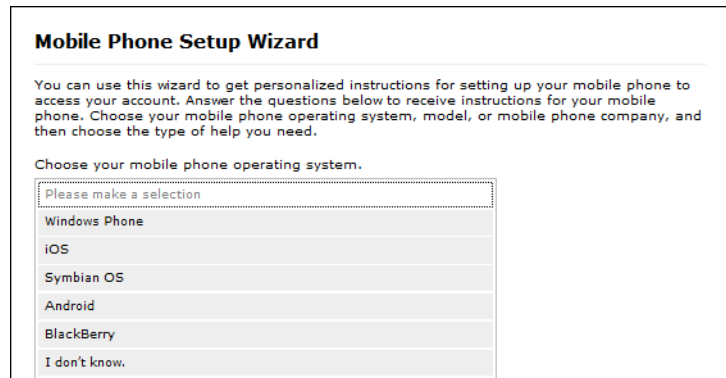 Mobile Phone Setup Wizard
You can use this wizard to get personalized instructions for setting up your mobile phone to
access your account. Answer the questions below to receive instructions for your mobile
phone. Choose your mobile phone operating system, model, or mobile phone company, and
then choose the type of help you need.
Choose your mobile phone operating system.
Please make a selection
Windows Phone
iOS
Symbian OS
Android
BlackBerry
I don't know.